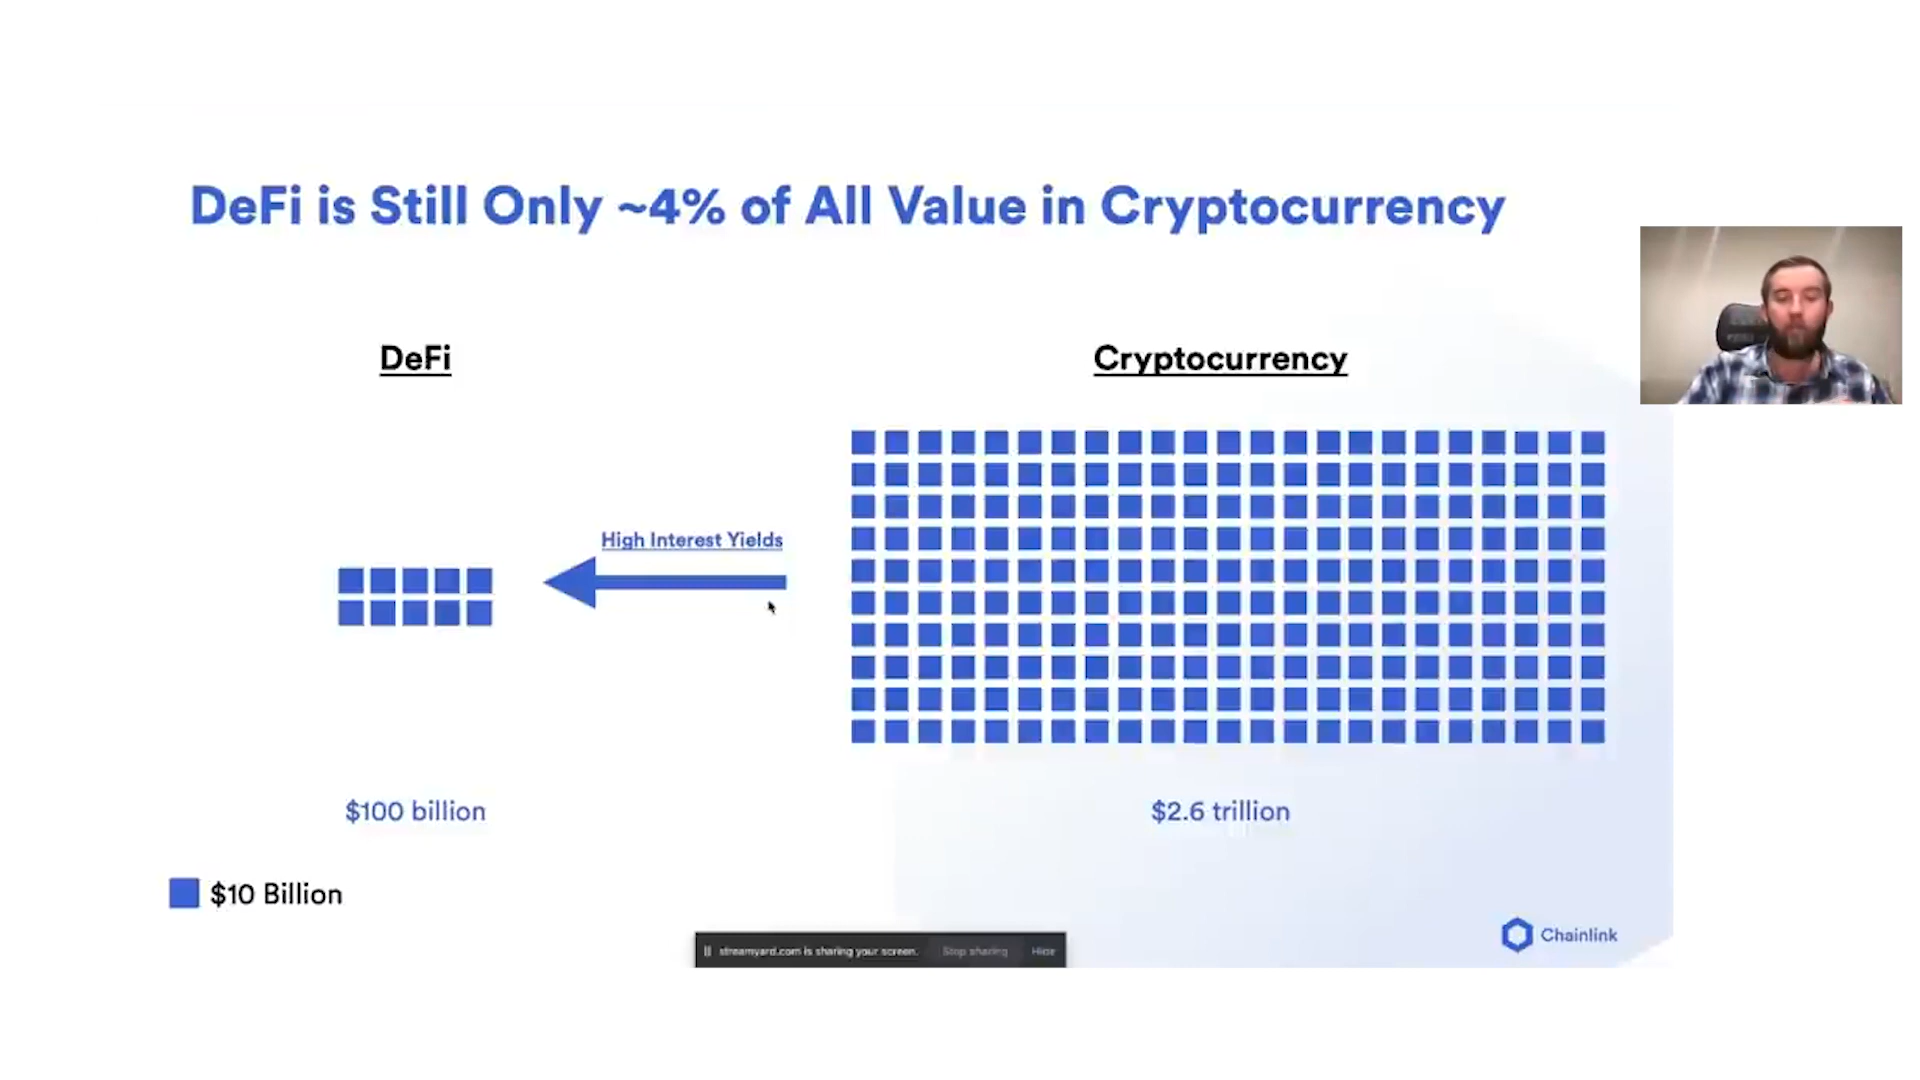 DeFi is Still Only ~4% of All Value in Cryptocurrency
DeFi
Cryptocurrency
High Interest Yields
$100 billion
$2.6 trillion
$10 Billion
Chainlink
streamyard.com is sharing your screen.
Stop sharing
Hide